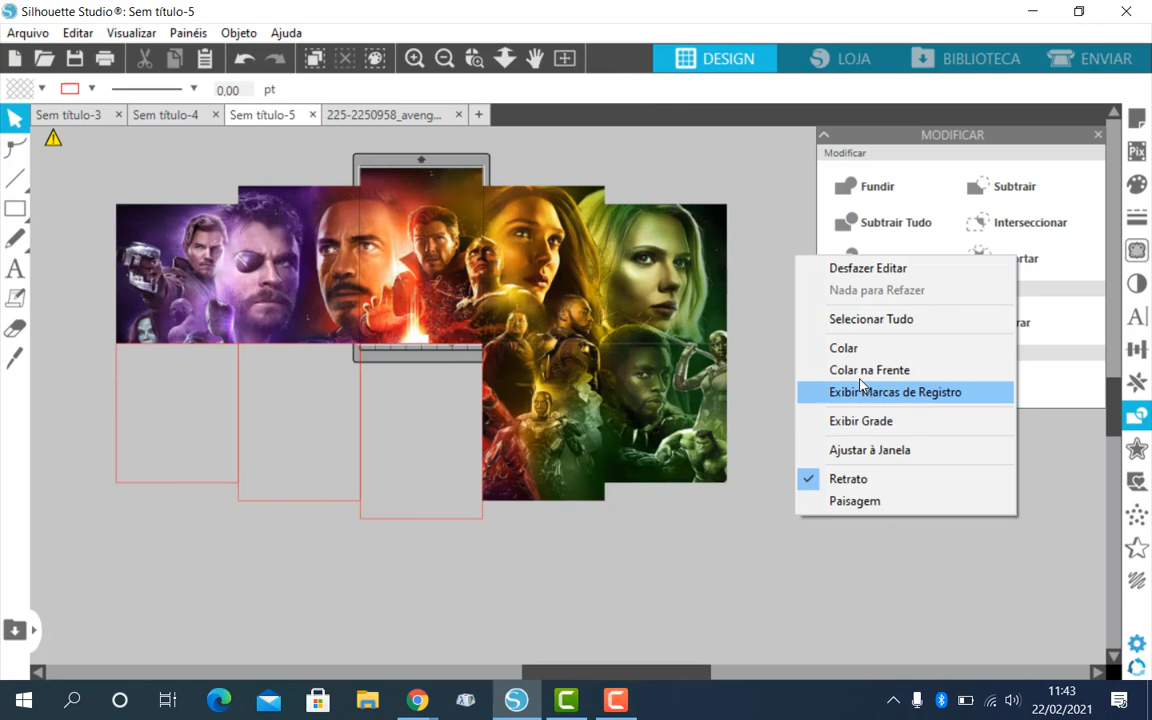 Silhouette Studio®: Sem título-5
Arquivo Editar Visualizar Painéis Objeto Ajuda
DESIGN LOJA BIBLIOTECA ENVIAR
0,00 pt
Sem título-3 Sem título-4 Sem título-5 225-2250958_aveng...
MODIFICAR
Modificar
Fundir Subtrair
Subtrair Tudo Interseccionar
Desfazer Editar
Nada para Refazer
Selecionar Tudo
Colar
Colar na Frente
Exibir Marcas de Registro
Exibir Grade
Ajustar à Janela
Retrato
Paisagem
Pix
11:43
22/02/2021